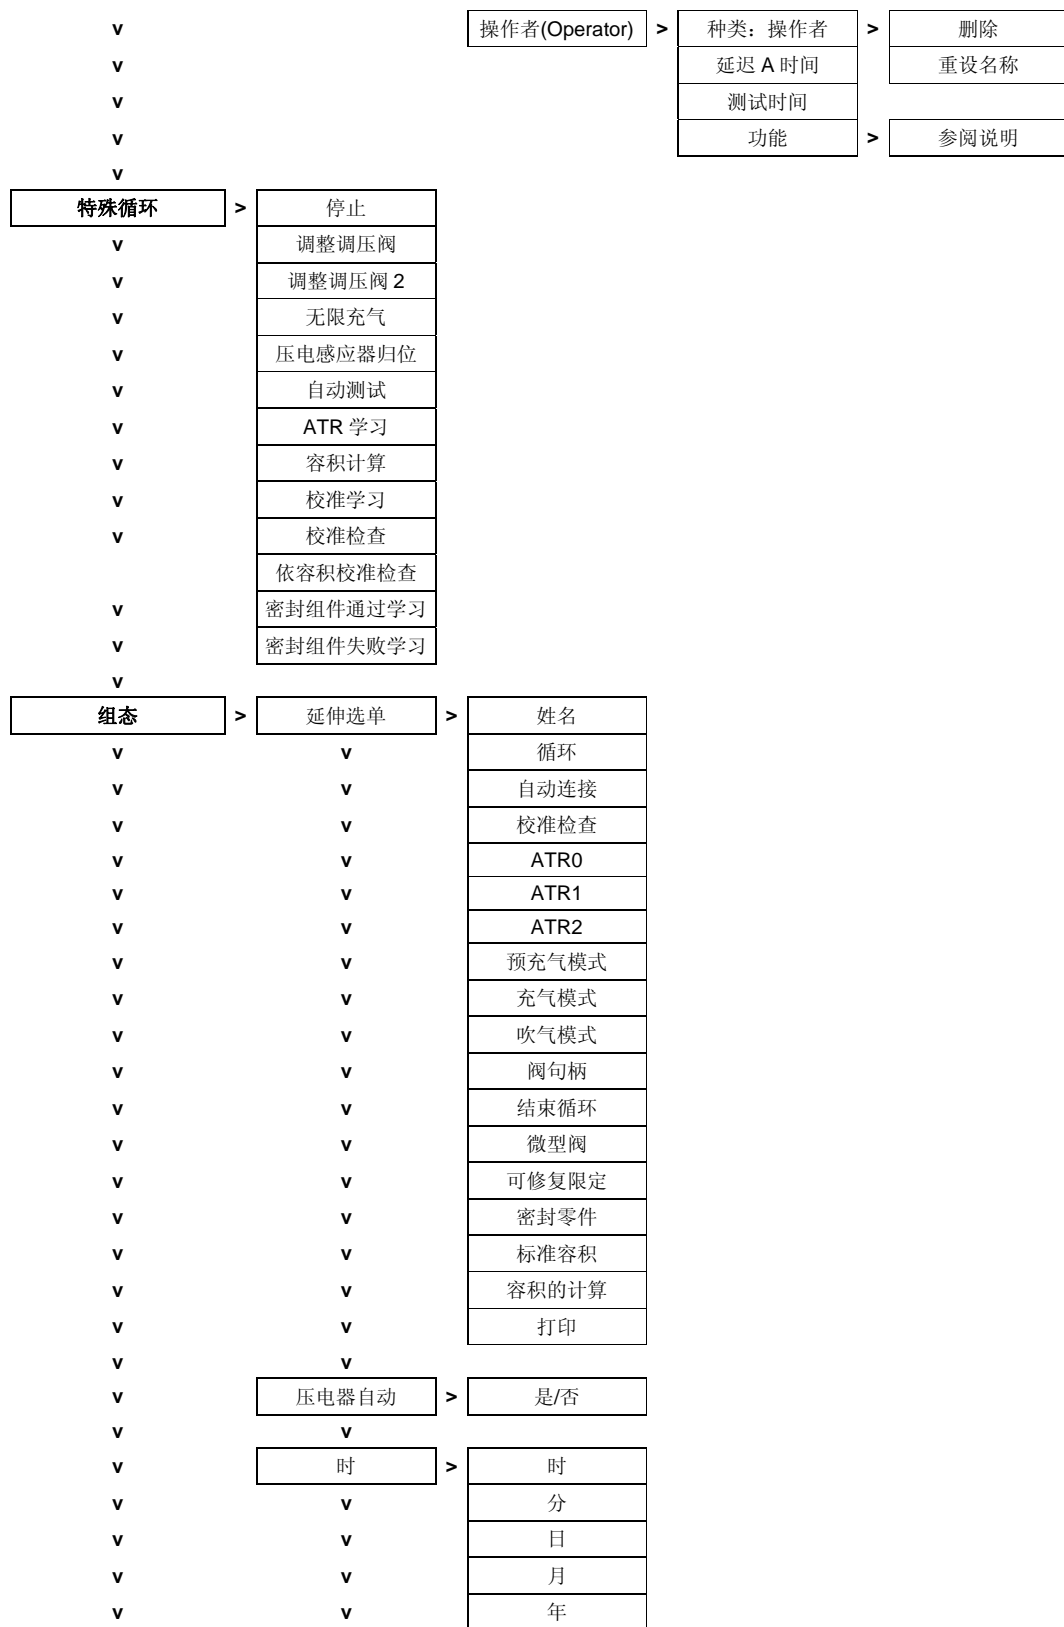 v 操作者(Operator) > 种类：操作者 > 删除
v 延迟 A 时间 重设名称
v 测试时间
v 功能 > 参阅说明
v
特殊循环 > 停止
v 调整调压阀
v 调整调压阀 2
v 无限充气
v 压电感应器归位
v 自动测试
v ATR 学习
v 容积计算
v 校准学习
v 校准检查
依容积校准检查
v 密封组件通过学习
v 密封组件失败学习
v
组态 > 延伸选单 > 姓名
v v 循环
v v 自动连接
v v 校准检查
v v ATR0
v v ATR1
v v ATR2
v v 预充气模式
v v 充气模式
v v 吹气模式
v v 阀句柄
v v 结束循环
v v 微型阀
v v 可修复限定
v v 密封零件
v v 标准容积
v v 容积的计算
v v 打印
v v
v 压电器自动 > 是/否
v v
v 时 > 时
v v 分
v v 日
v v 月
v v 年